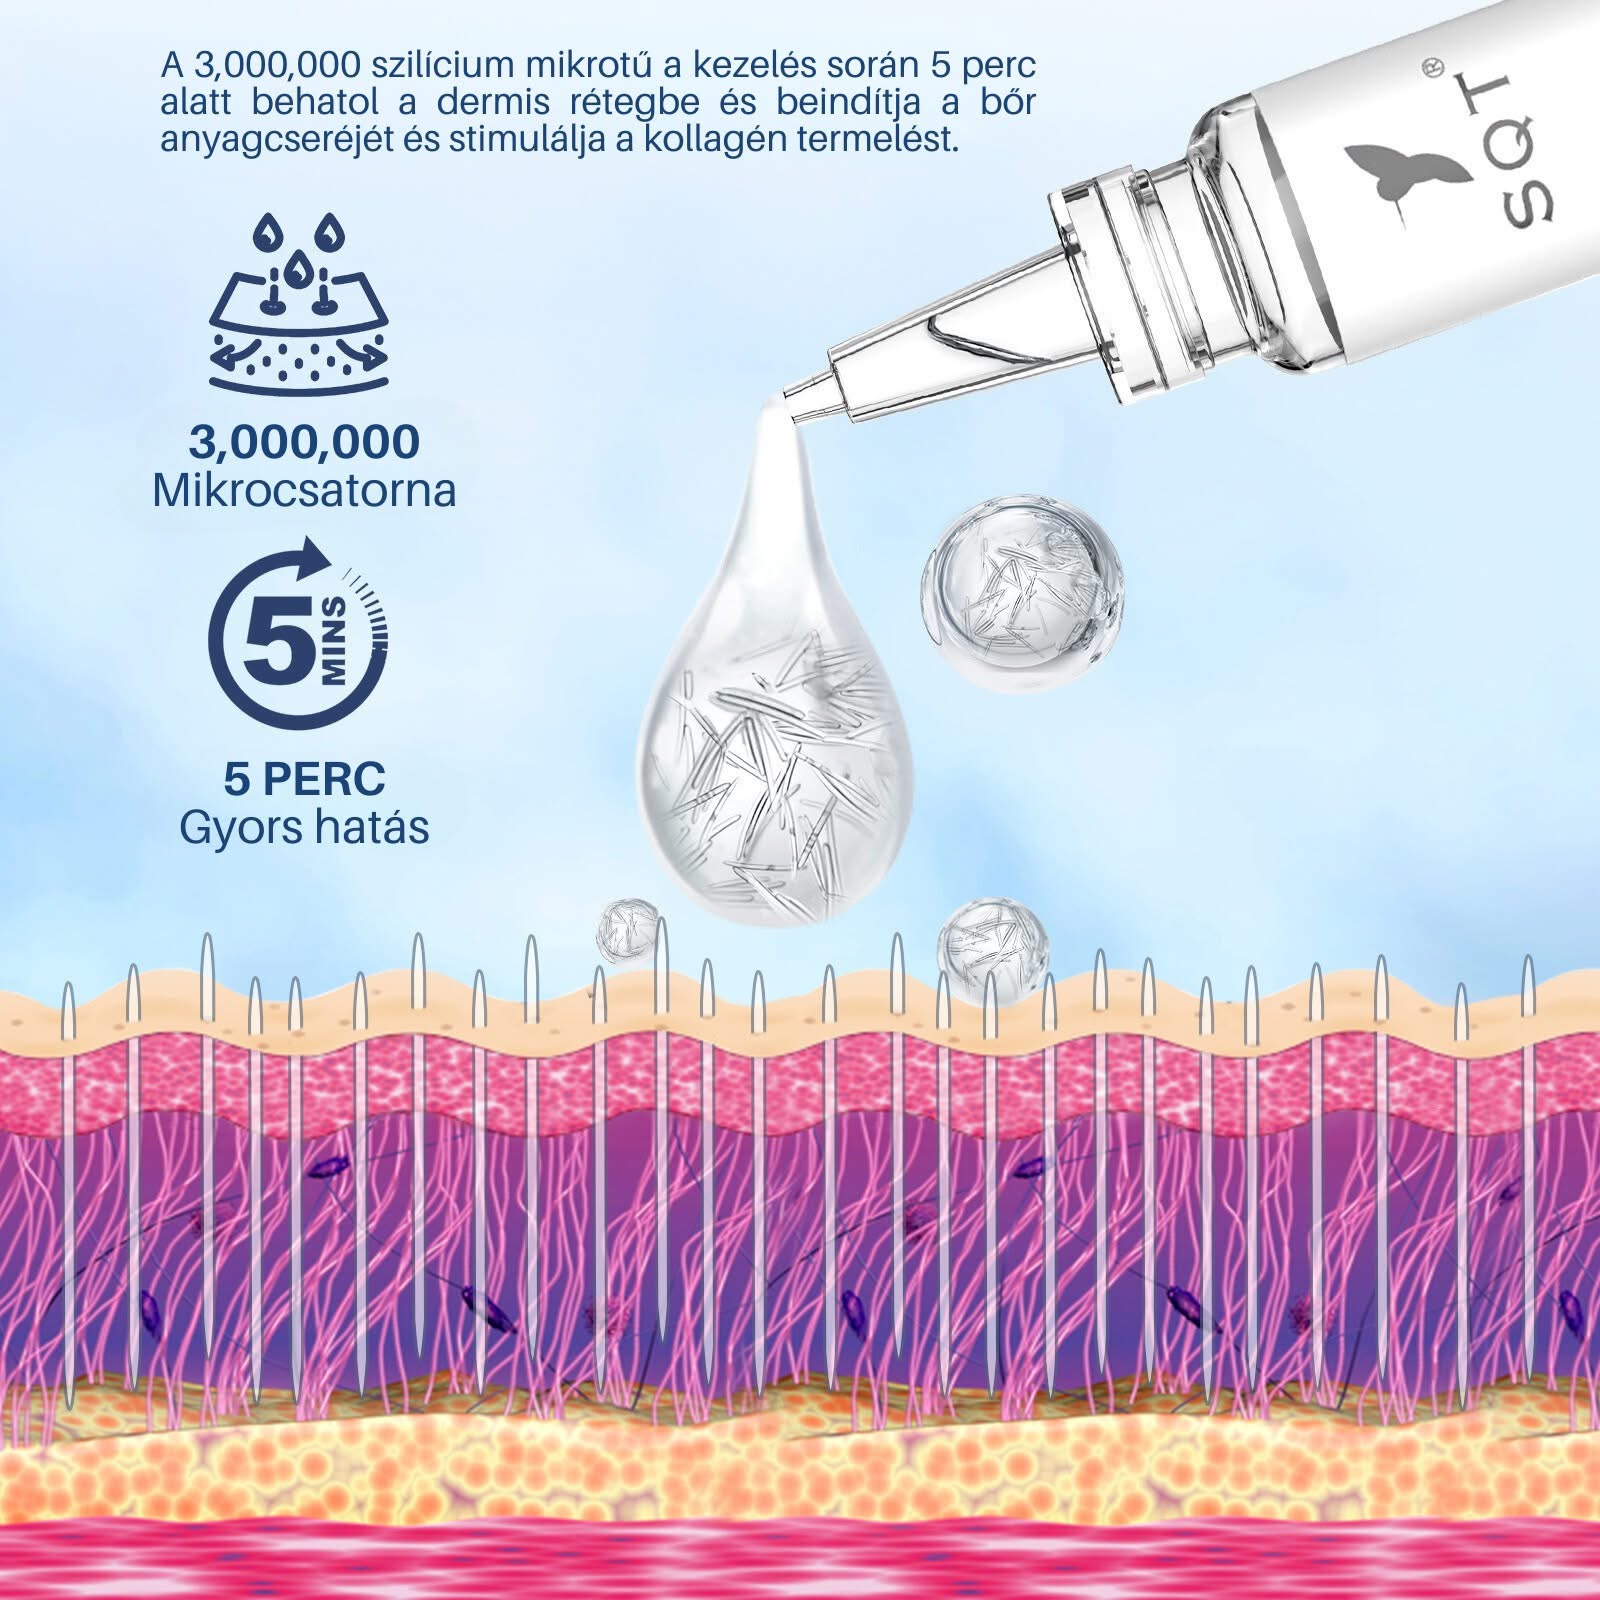 A 3,000,000 szilícium mikrotű a kezelés során 5 perc
alatt behatol a dermis rétegbe és beindítja a bőr
anyagcseréjét és stimulálja a kollagén termelést.
SQT®
3,000,000
Mikrocsatorna
5 MINS
5 PERC
Gyors hatás